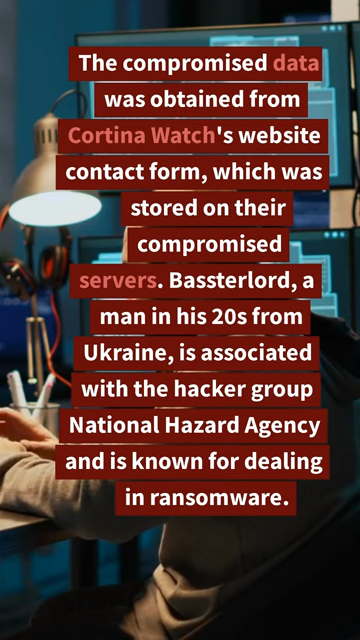 The compromised data
was obtained from
Cortina Watch's website
contact form, which was
stored on their
compromised
servers. Bassterlord, a
man in his 20s from
Ukraine, is associated
with the hacker group
National Hazard Agency
and is known for dealing
in ransomware.